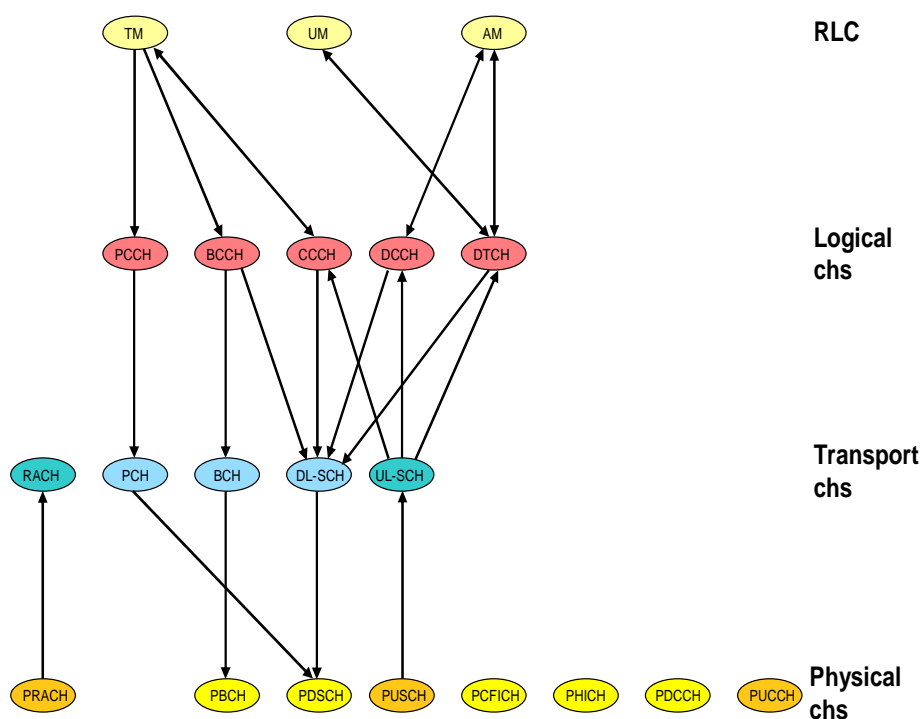 TM UM AM RLC
PCCH BCCH CCCH DCCH DTCH Logical
chs
RACH PCH BCH DL-SCH UL-SCH Transport
chs
PRACH PBCH PDSCH PUSCH PCFICH PHICH PDCCH PUCCH Physical
chs